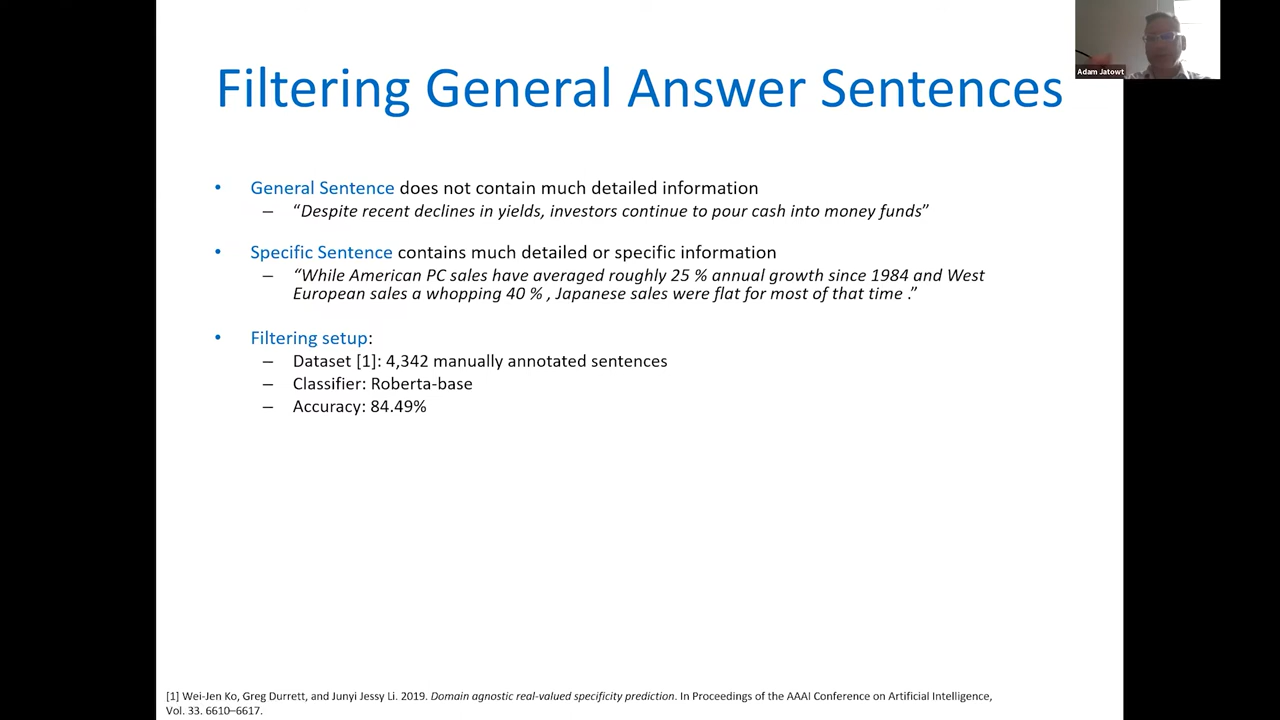 Adam Jatowt
Filtering General Answer Sentences
• General Sentence does not contain much detailed information
– “Despite recent declines in yields, investors continue to pour cash into money funds”
• Specific Sentence contains much detailed or specific information
– “While American PC sales have averaged roughly 25 % annual growth since 1984 and West
European sales a whopping 40 % , Japanese sales were flat for most of that time .”
• Filtering setup:
– Dataset [1]: 4,342 manually annotated sentences
– Classifier: Roberta-base
– Accuracy: 84.49%
[1] Wei-Jen Ko, Greg Durrett, and Junyi Jessy Li. 2019. Domain agnostic real-valued specificity prediction. In Proceedings of the AAAI Conference on Artificial Intelligence,
Vol. 33. 6610–6617.